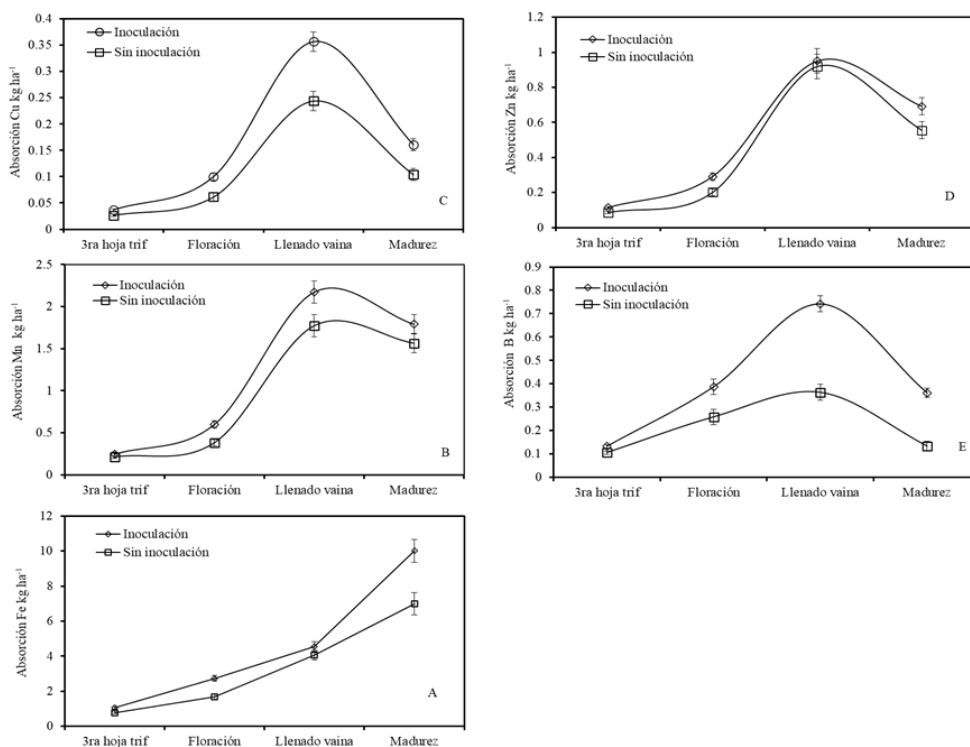 0.4
0.35
0.3
0.25
0.2
0.15
0.1
0.05
0
Absorción Cu kg ha-1
Inoculación
Sin inoculación
C
3ra hoja trif Floración Llenado vaina Madurez
1.2
1
0.8
0.6
0.4
0.2
0
Absorción Zn kg ha-1
Inoculación
Sin inoculación
D
3ra hoja trif Floración Llenado vaina Madurez
2.5
2
1.5
1
0.5
0
Absorción Mn kg ha-1
Inoculación
Sin inoculación
B
3ra hoja trif Floración Llenado vaina Madurez
0.9
0.8
0.7
0.6
0.5
0.4
0.3
0.2
0.1
0
Absorción B kg ha-1
Inoculación
Sin inoculación
E
3ra hoja trif Floración Llenado vaina Madurez
12
10
8
6
4
2
0
Absorción Fe kg ha-1
Inoculación
Sin inoculación
A
3ra hoja trif Floración Llenado vaina Madurez